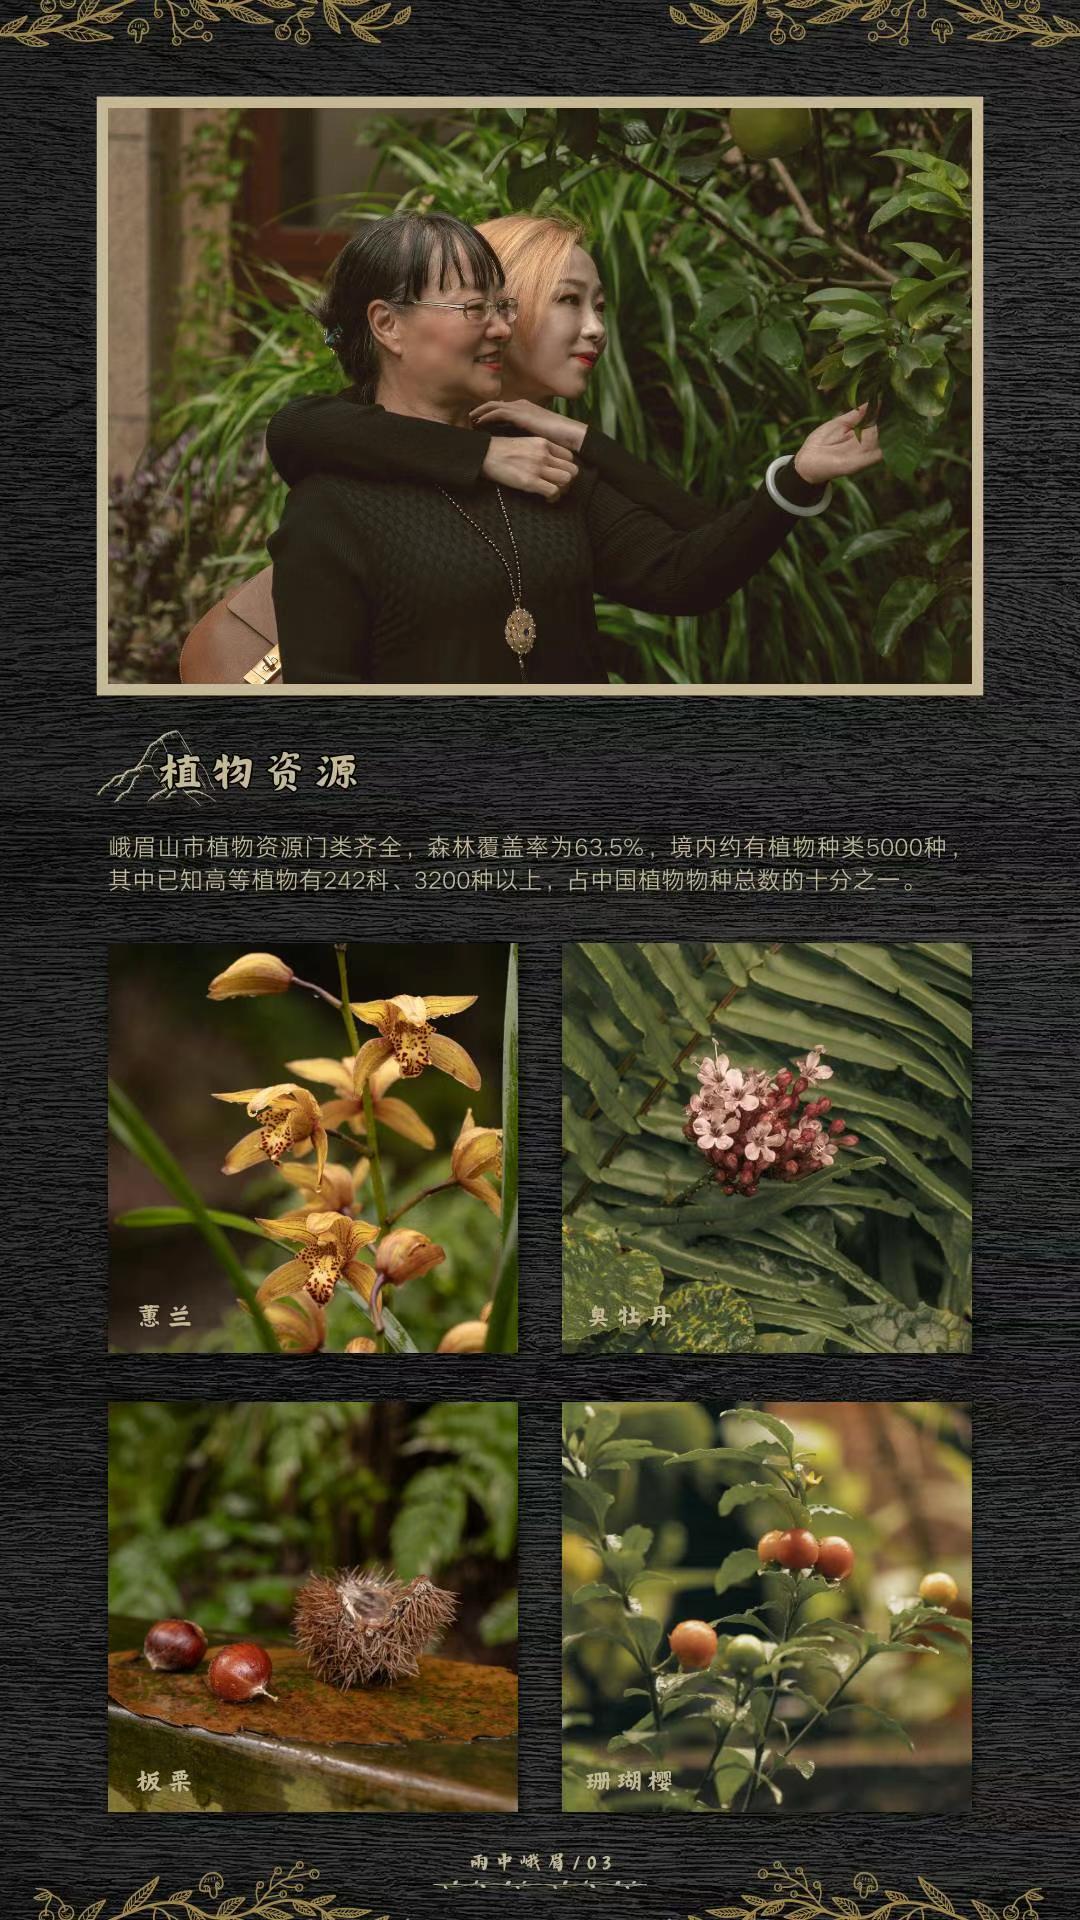 植物资源
峨眉山市植物资源门类齐全，森林覆盖率为63.5%，境内约有植物种类5000种，
其中已知高等植物有242科、3200种以上，占中国植物物种总数的十分之一。
蕙兰
臭牡丹
板栗
珊瑚樱
雨中峨眉/03